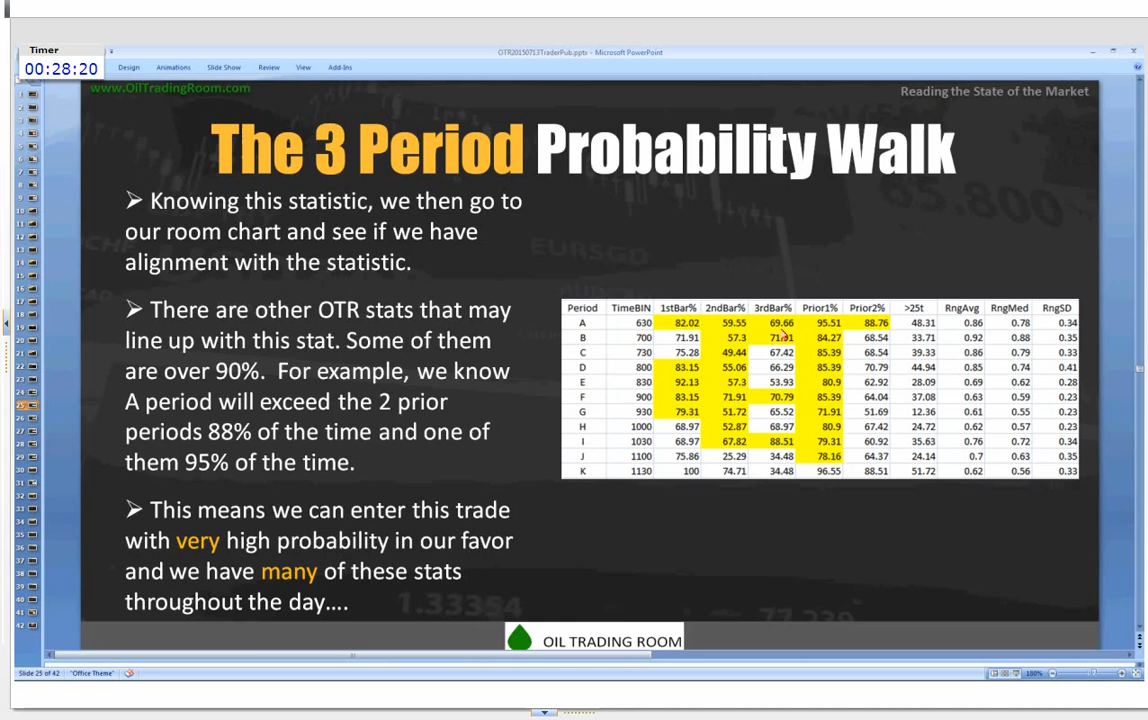 Timer
00:28:20
OTR20150713TraderPub.pptx - Microsoft PowerPoint
Design Animations Slide Show Review View Add-Ins
www.OilTradingRoom.com
Reading the State of the Market
The 3 Period Probability Walk
➢ Knowing this statistic, we then go to
our room chart and see if we have
alignment with the statistic.
➢ There are other OTR stats that may
line up with this stat. Some of them
are over 90%. For example, we know
A period will exceed the 2 prior
periods 88% of the time and one of
them 95% of the time.
➢ This means we can enter this trade
with very high probability in our favor
and we have many of these stats
throughout the day....
Period TimeBIN 1stBar% 2ndBar% 3rdBar% Prior1% Prior2% >25t RngAvg RngMed RngSD
A 630 82.02 59.55 69.66 95.51 88.76 48.31 0.86 0.78 0.34
B 700 71.91 57.3 71.91 84.27 68.54 33.71 0.92 0.88 0.35
C 730 75.28 49.44 67.42 85.39 68.54 39.33 0.86 0.79 0.33
D 800 83.15 55.06 66.29 85.39 70.79 44.94 0.85 0.74 0.41
E 830 92.13 57.3 53.93 80.9 62.92 28.09 0.69 0.62 0.28
F 900 83.15 71.91 70.79 85.39 64.04 37.08 0.63 0.59 0.23
G 930 79.31 51.72 65.52 71.91 51.69 12.36 0.61 0.55 0.23
H 1000 68.97 52.87 68.97 80.9 67.42 24.72 0.62 0.57 0.23
I 1030 68.97 67.82 88.51 79.31 60.92 35.63 0.76 0.72 0.34
J 1100 75.86 25.29 34.48 78.16 64.37 24.14 0.7 0.63 0.35
K 1130 100 74.71 34.48 96.55 88.51 51.72 0.62 0.56 0.33
EURSGD
65.800
1.33354
77.239
OIL TRADING ROOM
Slide 25 of 42 "Office Theme" 180%